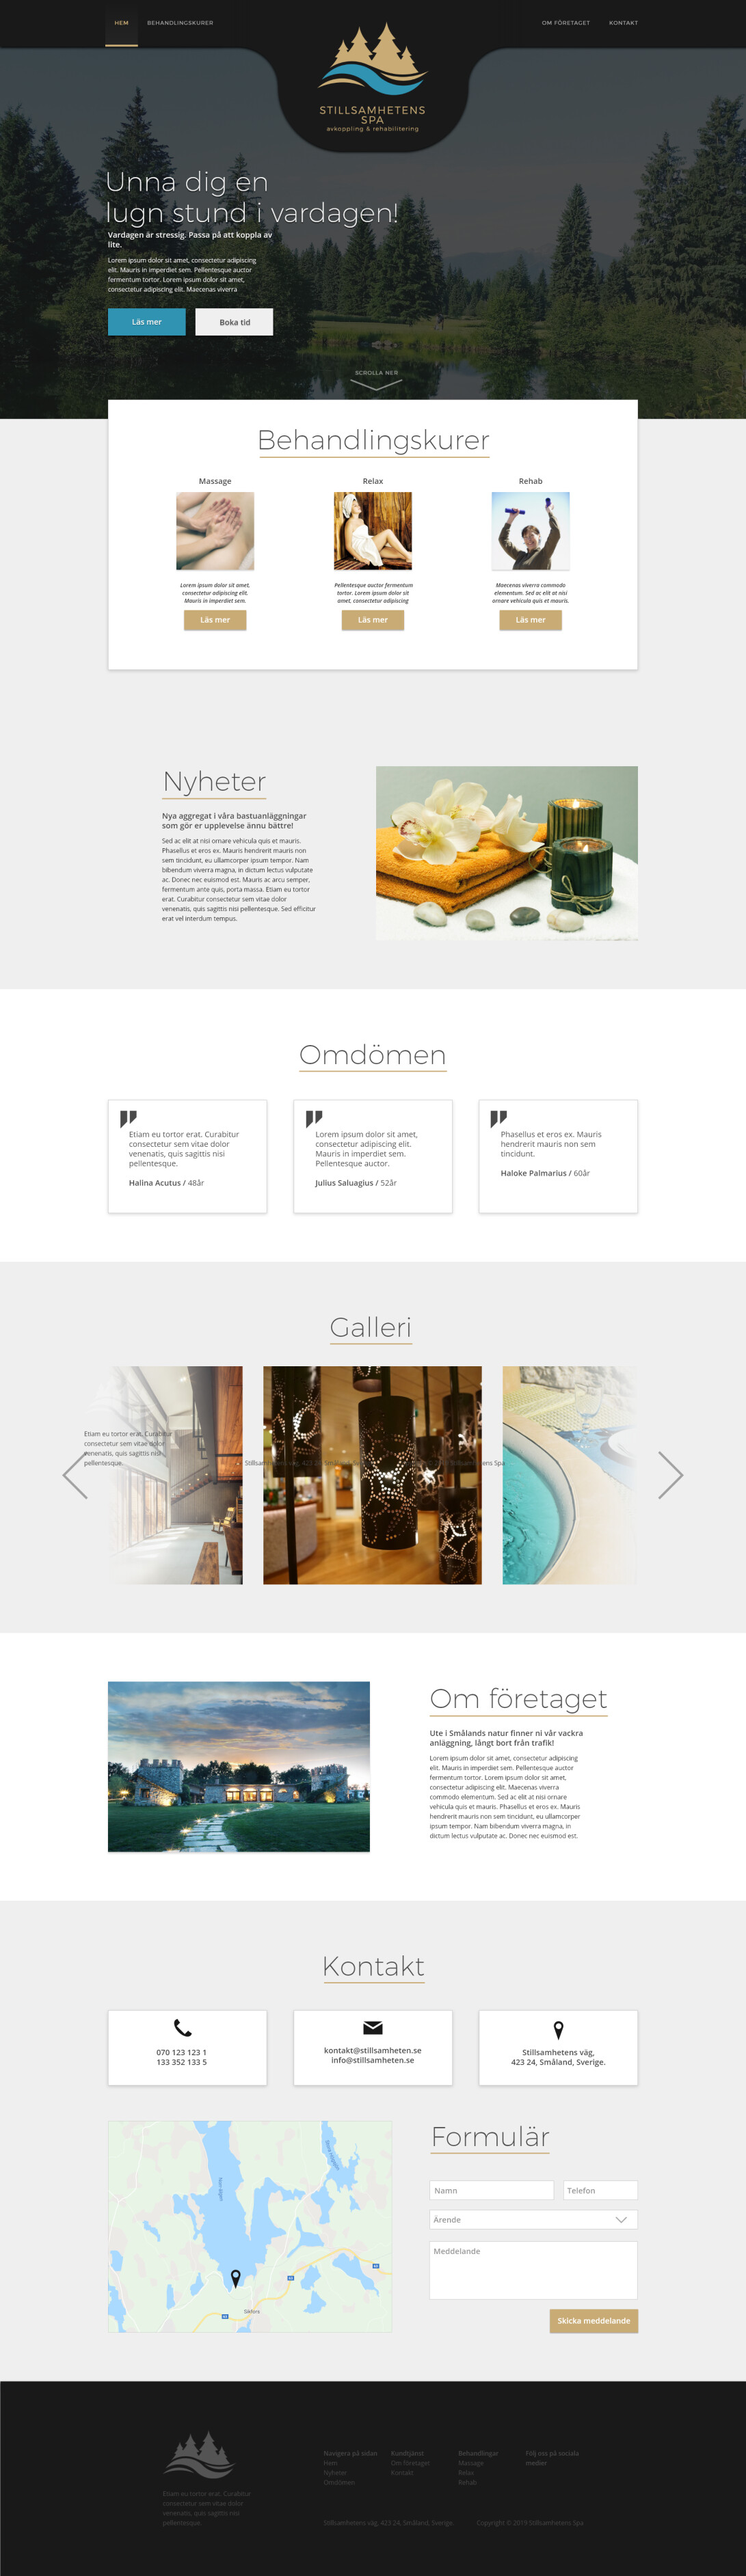 HEM
BEHANDLINGSKURER
OM FÖRETAGET
KONTAKT
STILLSAMHETENS
SPA
avkoppling & rehabilitering
Unna dig en
lugn stund i vardagen!
Vardagen är stressig. Passa på att koppla av
lite.
Lorem ipsum dolor sit amet, consectetur adipiscing
elit. Mauris in imperdiet sem. Pellentesque auctor
fermentum tortor. Lorem ipsum dolor sit amet,
consectetur adipiscing elit. Maecenas viverra
Läs mer
Boka tid
SCROLLA NER
Behandlingskurer
Massage
Lorem ipsum dolor sit amet,
consectetur adipiscing elit.
Mauris in imperdiet sem.
Läs mer
Relax
Pellentesque auctor fermentum
tortor. Lorem ipsum dolor sit
amet, consectetur adipiscing
Läs mer
Rehab
Maecenas viverra commodo
elementum. Sed ac elit at nisi
ornare vehicula quis et mauris.
Läs mer
Nyheter
Nya aggregat i våra bastuanläggningar
som gör er upplevelse ännu bättre!
Sed ac elit at nisi ornare vehicula quis et mauris.
Phasellus et eros ex. Mauris hendrerit mauris non
sem tincidunt, eu ullamcorper ipsum tempor. Nam
bibendum viverra magna, in dictum lectus vulputate
ac. Donec nec euismod est. Mauris ac arcu semper,
fermentum ante quis, porta massa. Etiam eu tortor
erat. Curabitur consectetur sem vitae dolor
venenatis, quis sagittis nisi pellentesque. Sed efficitur
erat vel interdum tempus.
Omdömen
Etiam eu tortor erat. Curabitur
consectetur sem vitae dolor
venenatis, quis sagittis nisi
pellentesque.
Halina Acutus / 48år
Lorem ipsum dolor sit amet,
consectetur adipiscing elit.
Mauris in imperdiet sem.
Pellentesque auctor.
Julius Saluagius / 52år
Phasellus et eros ex. Mauris
hendrerit mauris non sem
tincidunt.
Haloke Palmarius / 60år
Galleri
Etiam eu tortor erat. Curabitur
consectetur sem vitae dolor
venenatis, quis sagittis nisi
pellentesque.
Stillsamhetens väg, 423 24, Småland
Stillsamhetens Spa
Om företaget
Ute i Smålands natur finner ni vår vackra
anläggning, långt bort från trafik!
Lorem ipsum dolor sit amet, consectetur adipiscing
elit. Mauris in imperdiet sem. Pellentesque auctor
fermentum tortor. Lorem ipsum dolor sit amet,
consectetur adipiscing elit. Maecenas viverra
commodo elementum. Sed ac elit at nisi ornare
vehicula quis et mauris. Phasellus et eros ex. Mauris
hendrerit mauris non sem tincidunt, eu ullamcorper
ipsum tempor. Nam bibendum viverra magna, in
dictum lectus vulputate ac. Donec nec euismod est.
Kontakt
070 123 123 1
133 352 133 5
kontakt@stillsamheten.se
info@stillsamheten.se
Stillsamhetens väg,
423 24, Småland, Sverige.
Formulär
Namn
Telefon
Ärende
Meddelande
Skicka meddelande
Etiam eu tortor erat. Curabitur
consectetur sem vitae dolor
venenatis, quis sagittis nisi
pellentesque.
Navigera på sidan
Hem
Nyheter
Omdömen
Kundtjänst
Om företaget
Kontakt
Behandlingar
Massage
Relax
Rehab
Följ oss på sociala
medier
Stillsamhetens väg, 423 24, Småland, Sverige.
Copyright © 2019 Stillsamhetens Spa